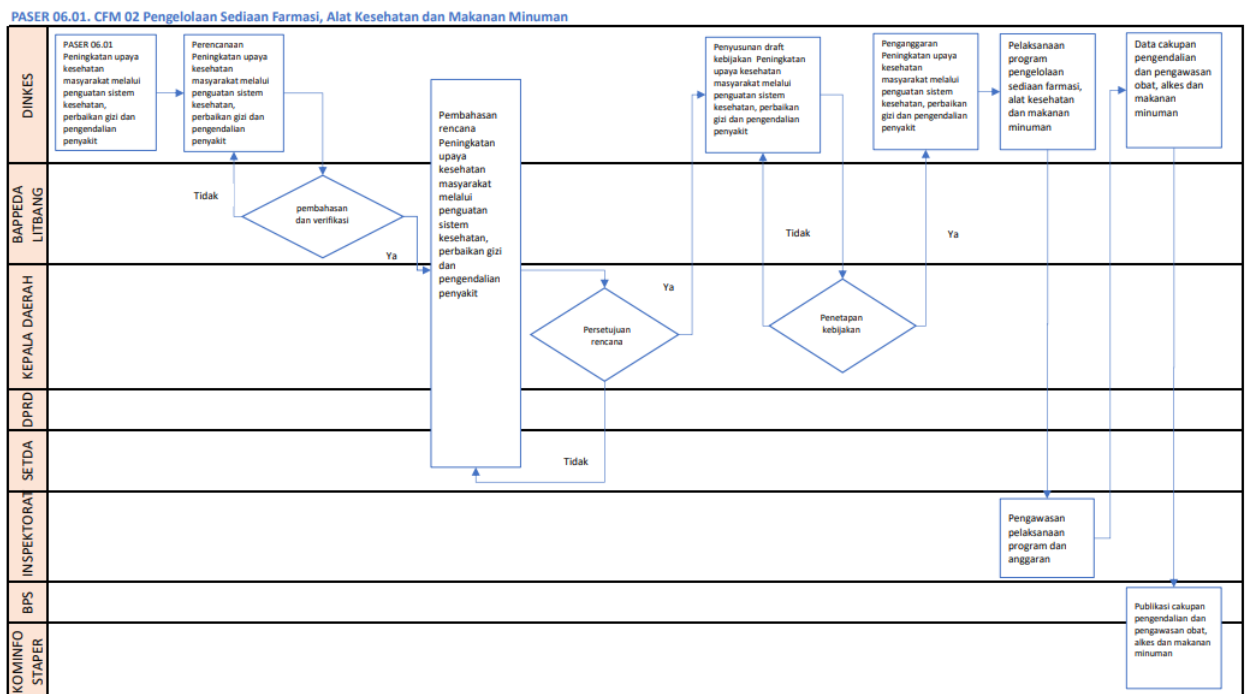 PASER 06.01. CFM 02 Pengelolaan Sediaan Farmasi, Alat Kesehatan dan Makanan Minuman
DINKES
PASER 06.01
Peningkatan upaya
kesehatan
masyarakat melalui
penguatan sistem
kesehatan,
perbaikan gizi dan
pengendalian
penyakit
Perencanaan
Peningkatan upaya
kesehatan
masyarakat melalui
penguatan sistem
kesehatan,
perbaikan gizi dan
pengendalian
penyakit
Pembahasan
rencana
Peningkatan
upaya
kesehatan
masyarakat
melalui
penguatan
sistem
kesehatan,
perbaikan gizi
dan
pengendalian
penyakit
Penyusunan draft
kebijakan Peningkatan
upaya kesehatan
masyarakat melalui
penguatan sistem
kesehatan, perbaikan
gizi dan pengendalian
penyakit
Penganggaran
Peningkatan upaya
kesehatan
masyarakat melalui
penguatan sistem
kesehatan, perbaikan
gizi dan pengendalian
penyakit
Pelaksanaan
program
pengelolaan
sediaan farmasi,
alat kesehatan
dan makanan
minuman
Data cakupan
pengendalian
dan pengawasan
obat, alkes dan
makanan
minuman
BAPPEDA
LITBANG
Tidak
pembahasan
dan verifikasi
Ya
Tidak
Ya
KEPALA DAERAH
Persetujuan
rencana
Ya
Penetapan
kebijakan
DPRD
SETDA
Tidak
INSPEKTORAT
Pengawasan
pelaksanaan
program dan
anggaran
BPS
Publikasi cakupan
pengendalian dan
pengawasan obat,
alkes dan makanan
minuman
KOMINFO
STAPER